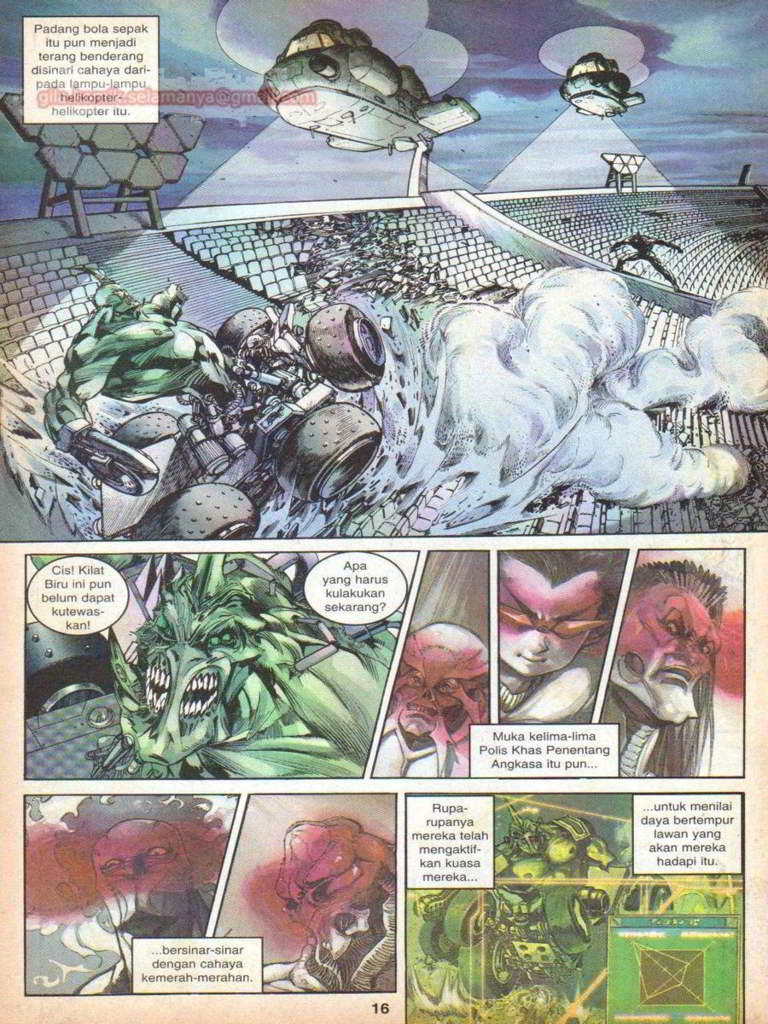 Padang bola sepak
itu pun menjadi
terang benderang
disinari cahaya dari-
pada lampu-lampu
helikopter-
helikopter itu.
Cis! Kilat
Biru ini pun
belum dapat
kutewas-
kan!
Apa
yang harus
kulakukan
sekarang?
Muka kelima-lima
Polis Khas Penentang
Angkasa itu pun...
...bersinar-sinar
dengan cahaya
kemerah-merahan.
Rupa-
rupanya
mereka telah
mengaktif-
kan kuasa
mereka...
...untuk menilai
daya bertempur
lawan yang
akan mereka
hadapi itu.
16